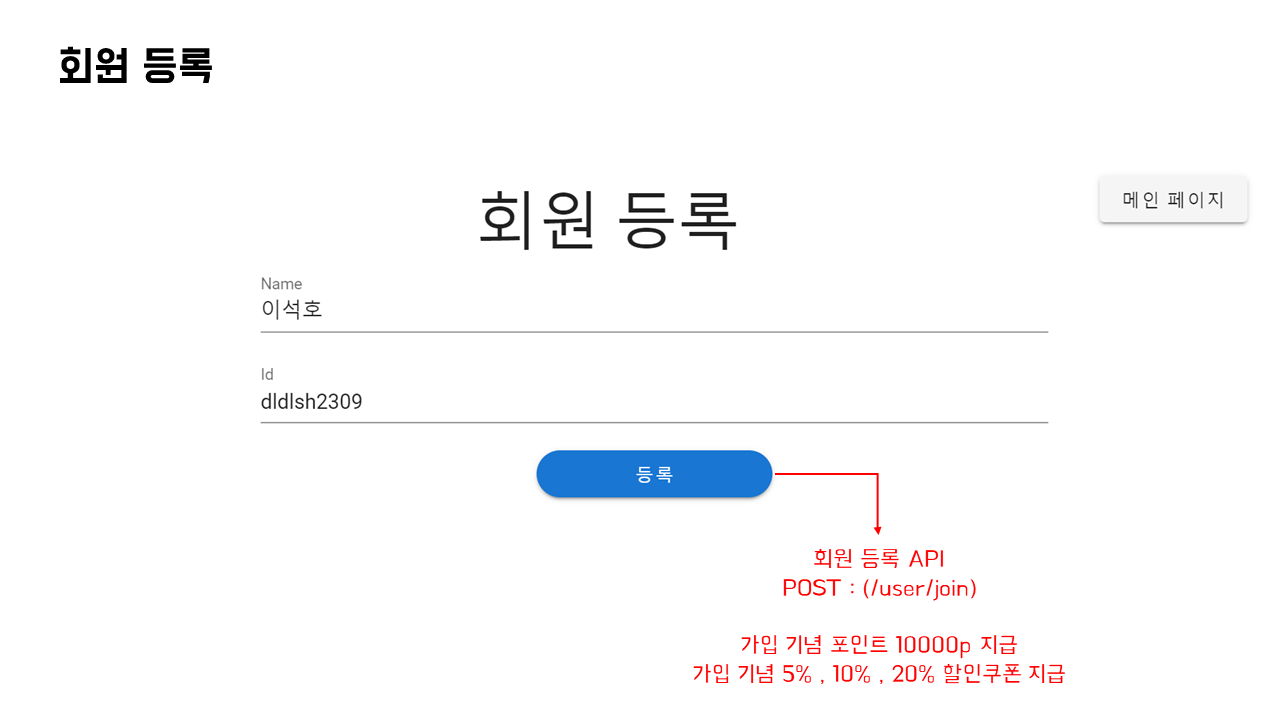 회원 등록
회원 등록
메인 페이지
Name
이석호
Id
dldlsh2309
등록
회원 등록 API
POST : (/user/join)
가입 기념 포인트 10000p 지급
가입 기념 5% , 10% , 20% 할인쿠폰 지급